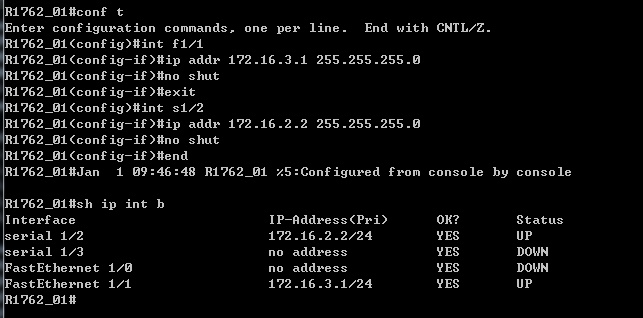 R1762_01#conf t
Enter configuration commands, one per line.  End with CNTL/Z.
R1762_01(config)#int f1/1
R1762_01(config-if)#ip addr 172.16.3.1 255.255.255.0
R1762_01(config-if)#no shut
R1762_01(config-if)#exit
R1762_01(config)#int s1/2
R1762_01(config-if)#ip addr 172.16.2.2 255.255.255.0
R1762_01(config-if)#no shut
R1762_01(config-if)#end
R1762_01#Jan  1 09:46:48 R1762_01 %5:Configured from console by console
R1762_01#sh ip int b
Interface                        IP-Address(Pri)      OK?       Status
serial 1/2                       172.16.2.2/24        YES       UP
serial 1/3                       no address           YES       DOWN
FastEthernet 1/0                 no address           YES       DOWN
FastEthernet 1/1                 172.16.3.1/24        YES       UP
R1762_01#